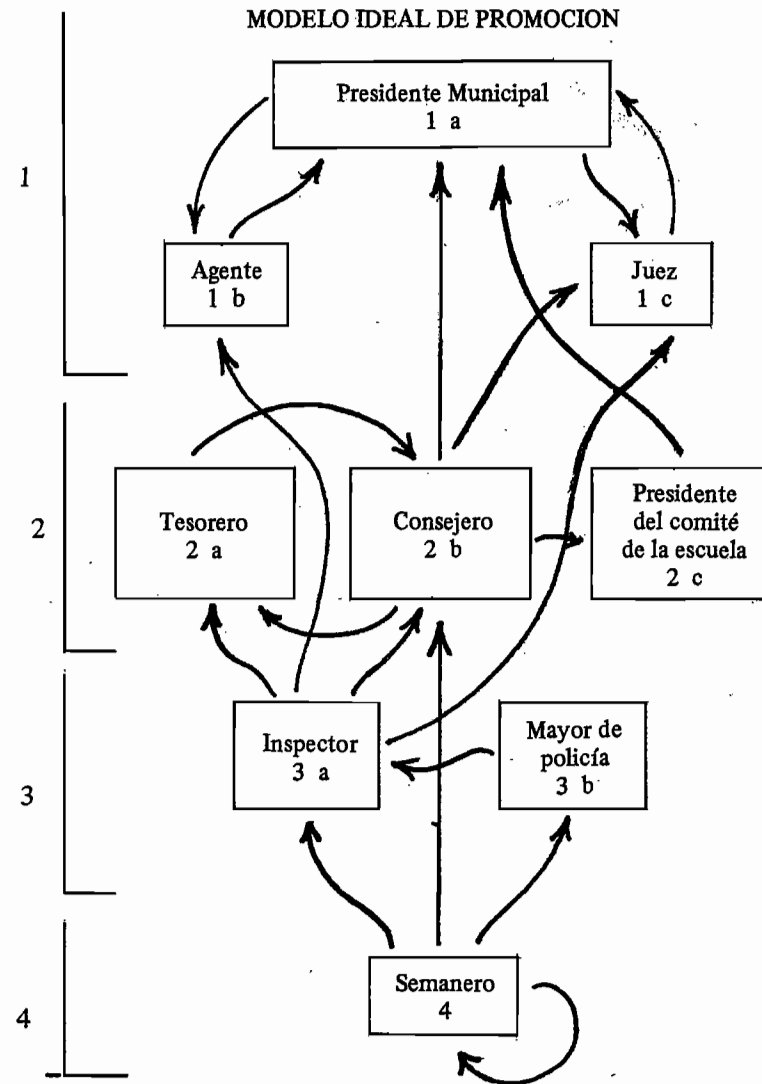 MODELO IDEAL DE PROMOCION
Presidente Municipal
1 a
1
Agente
1 b
Juez
1 c
2
Tesorero
2 a
Consejero
2 b
Presidente
del comité
de la escuela
2 c
3
Inspector
3 a
Mayor de
policía
3 b
4
Semanero
4